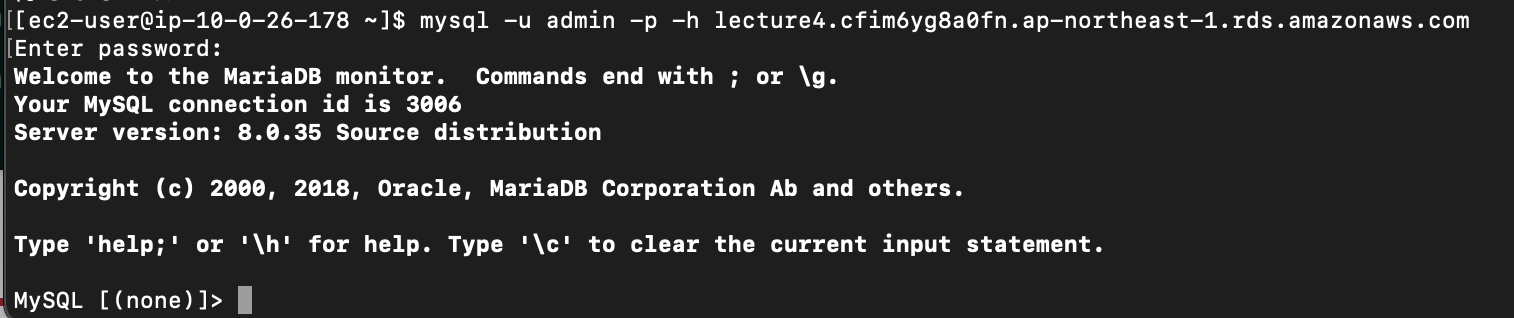 [[ec2-user@ip-10-0-26-178 ~]$ mysql -u admin -p -h lecture4.cfim6yg8a0fn.ap-northeast-1.rds.amazonaws.com
[Enter password:
Welcome to the MariaDB monitor.  Commands end with ; or \g.
Your MySQL connection id is 3006
Server version: 8.0.35 Source distribution

Copyright (c) 2000, 2018, Oracle, MariaDB Corporation Ab and others.

Type 'help;' or '\h' for help. Type '\c' to clear the current input statement.

MySQL [(none)]>